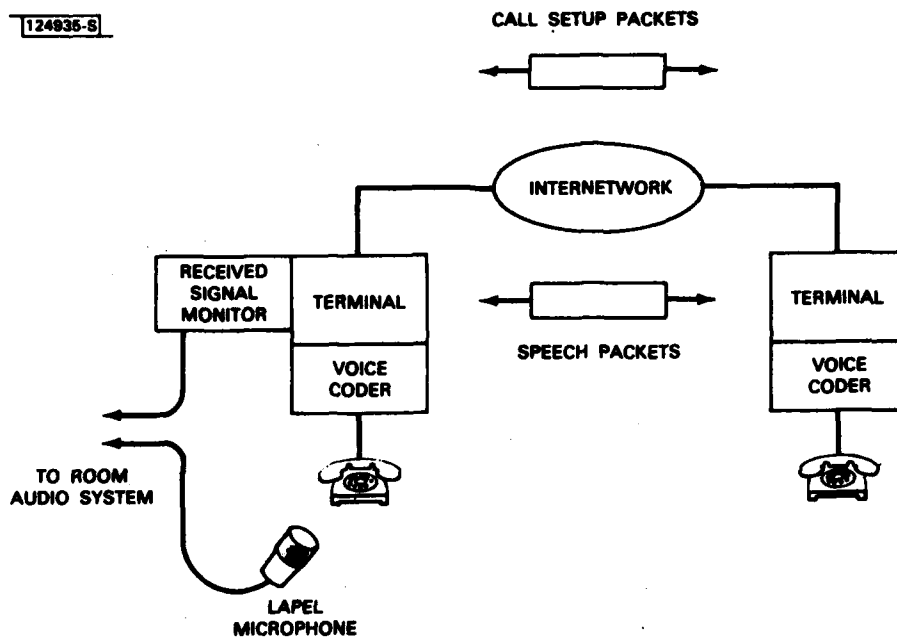 124935-S
CALL SETUP PACKETS
INTERNETWORK
RECEIVED
SIGNAL
MONITOR
TERMINAL
VOICE
CODER
SPEECH PACKETS
TERMINAL
VOICE
CODER
TO ROOM
AUDIO SYSTEM
LAPEL
MICROPHONE